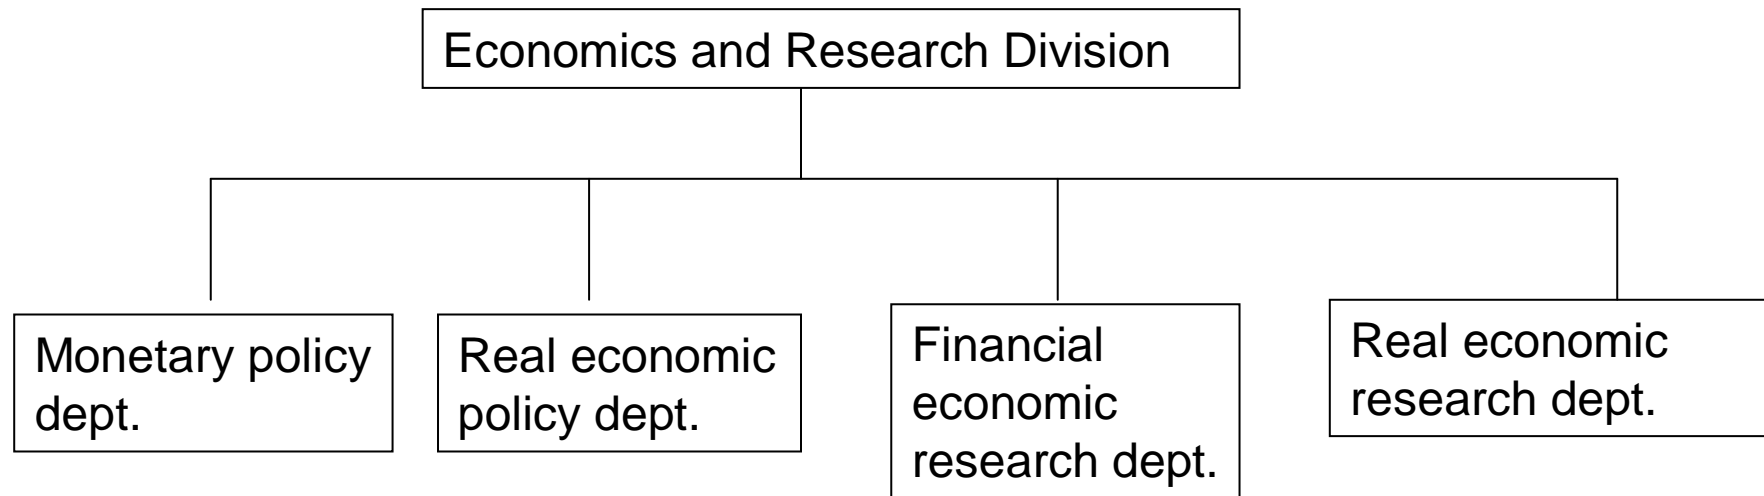 Economics and Research Division
Monetary policy
dept.
Real economic
policy dept.
Financial
economic
research dept.
Real economic
research dept.